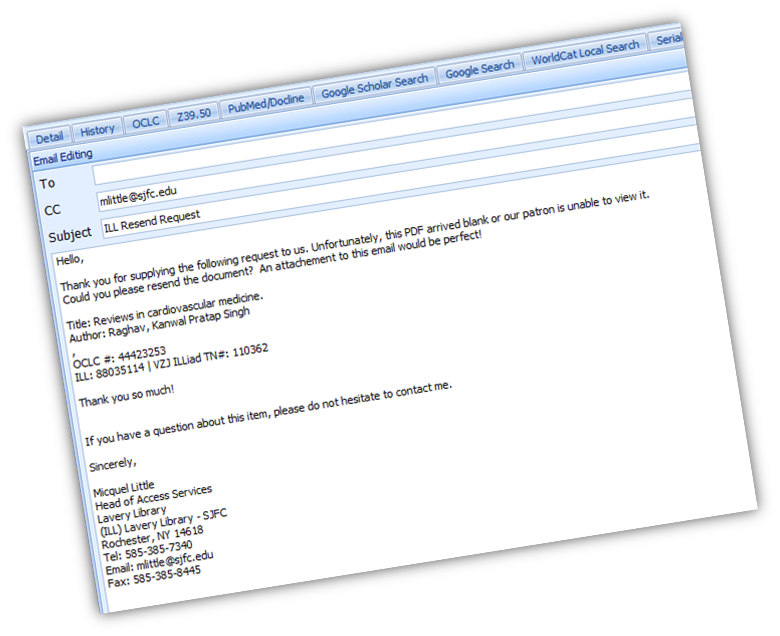 Detail History OCLC Z39.50 PubMed/Docline Google Scholar Search Google Search WorldCat Local Search Serial
Email Editing
To
CC mlittle@sjfc.edu
Subject ILL Resend Request
Hello,
Thank you for supplying the following request to us. Unfortunately, this PDF arrived blank or our patron is unable to view it.
Could you please resend the document?  An attachement to this email would be perfect!
Title: Reviews in cardiovascular medicine.
Author: Raghav, Kanwal Pratap Singh
,
OCLC #: 44423253
ILL: 88035114 | VZJ ILLiad TN#: 110362
Thank you so much!
If you have a question about this item, please do not hesitate to contact me.
Sincerely,
Micquel Little
Head of Access Services
Lavery Library
(ILL) Lavery Library - SJFC
Rochester, NY 14618
Tel: 585-385-7340
Email: mlittle@sjfc.edu
Fax: 585-385-8445